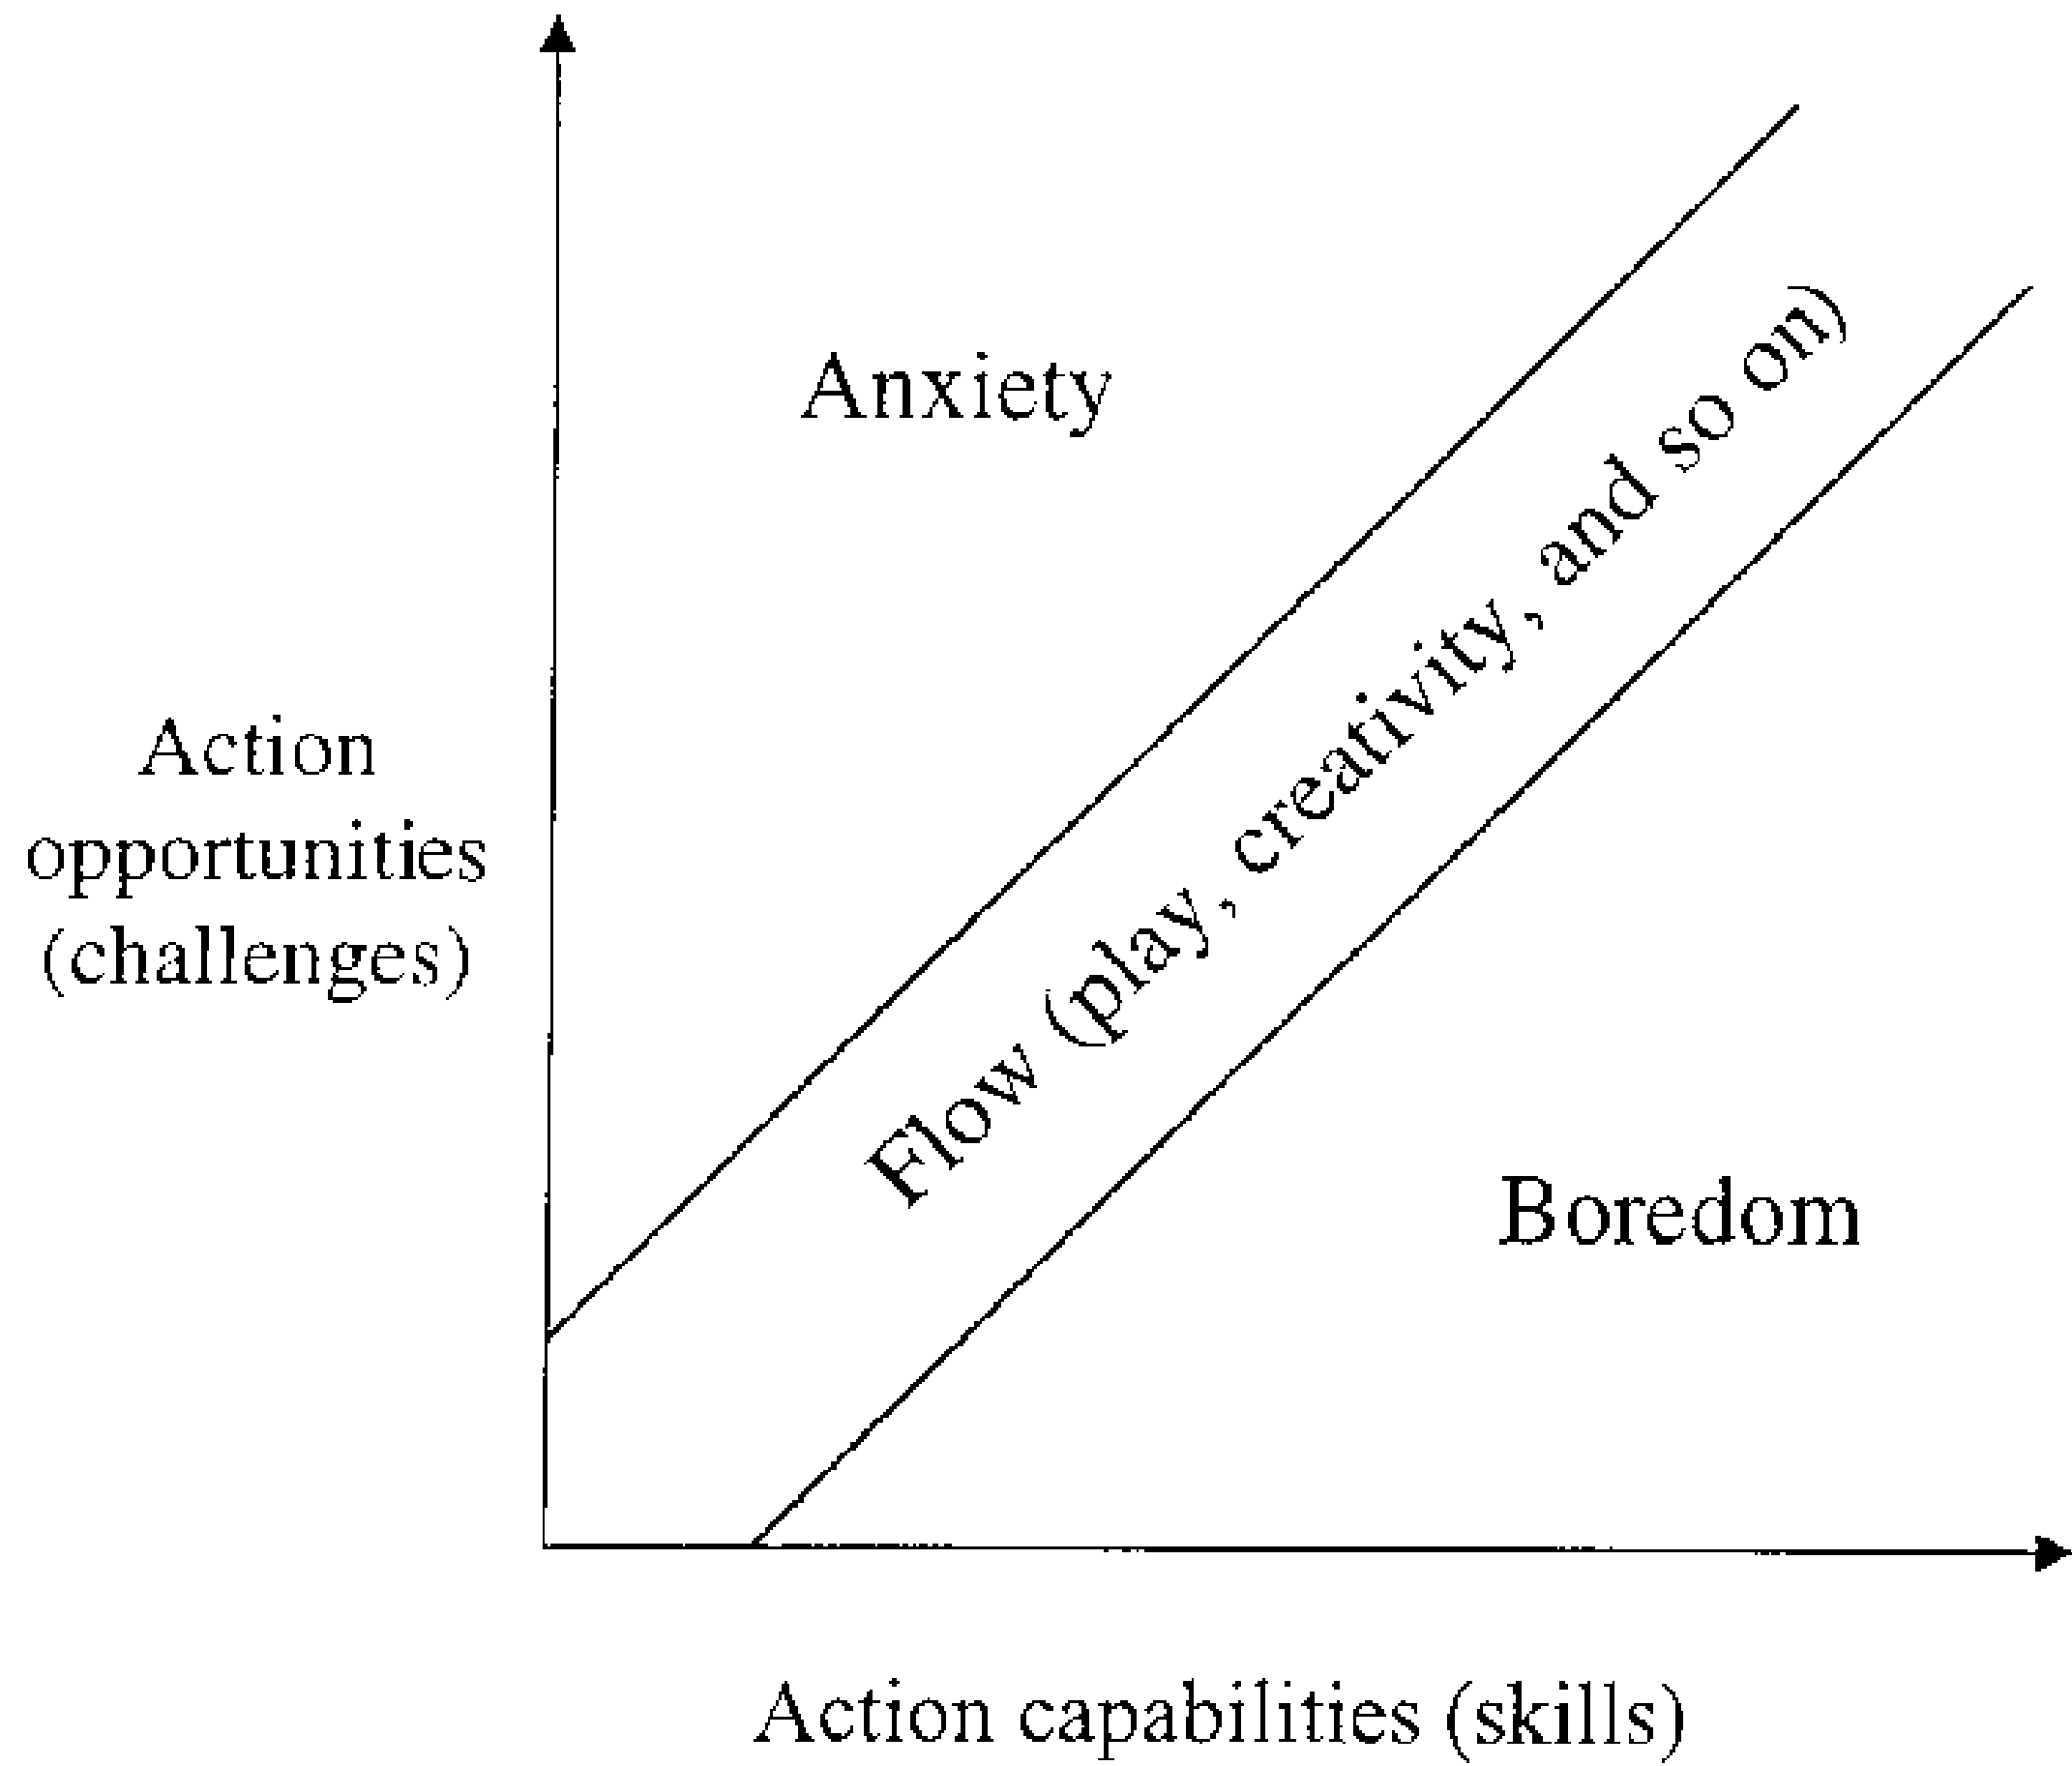 Anxiety
Action
opportunities
(challenges)
Flow (play, creativity, and so on)
Boredom
Action capabilities (skills)